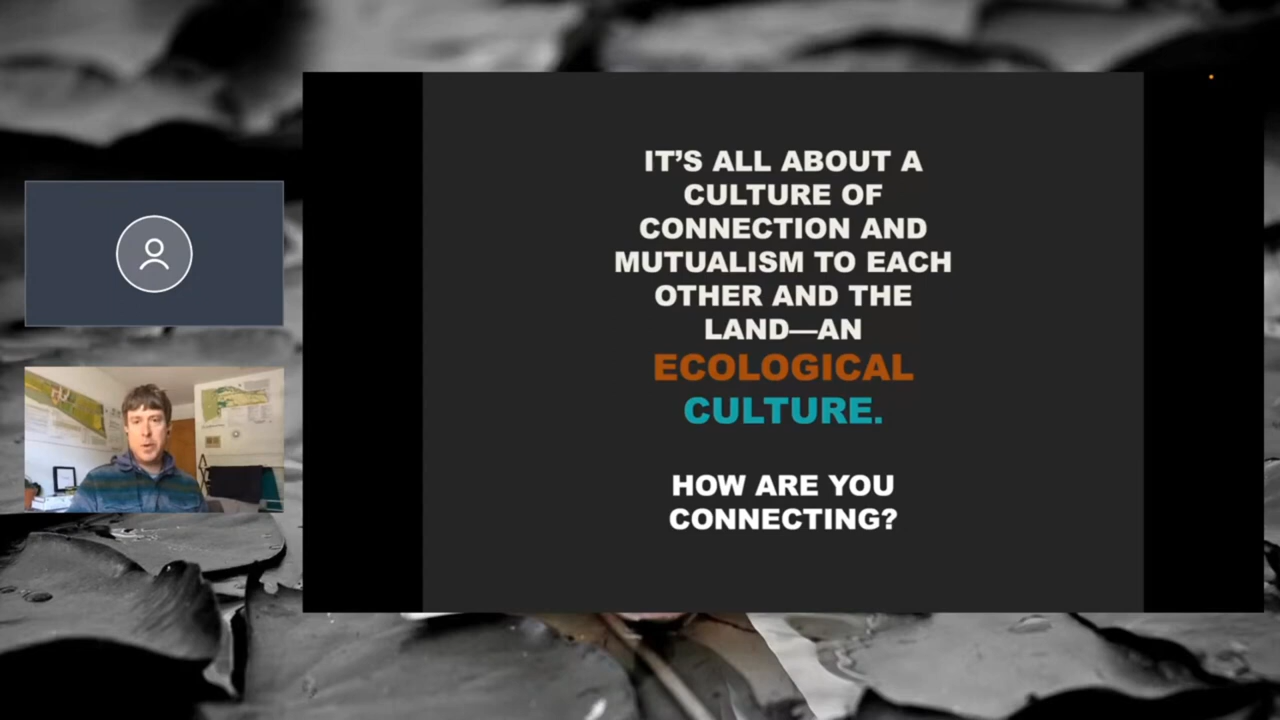 IT’S ALL ABOUT A
CULTURE OF
CONNECTION AND
MUTUALISM TO EACH
OTHER AND THE
LAND—AN
ECOLOGICAL
CULTURE.
HOW ARE YOU
CONNECTING?